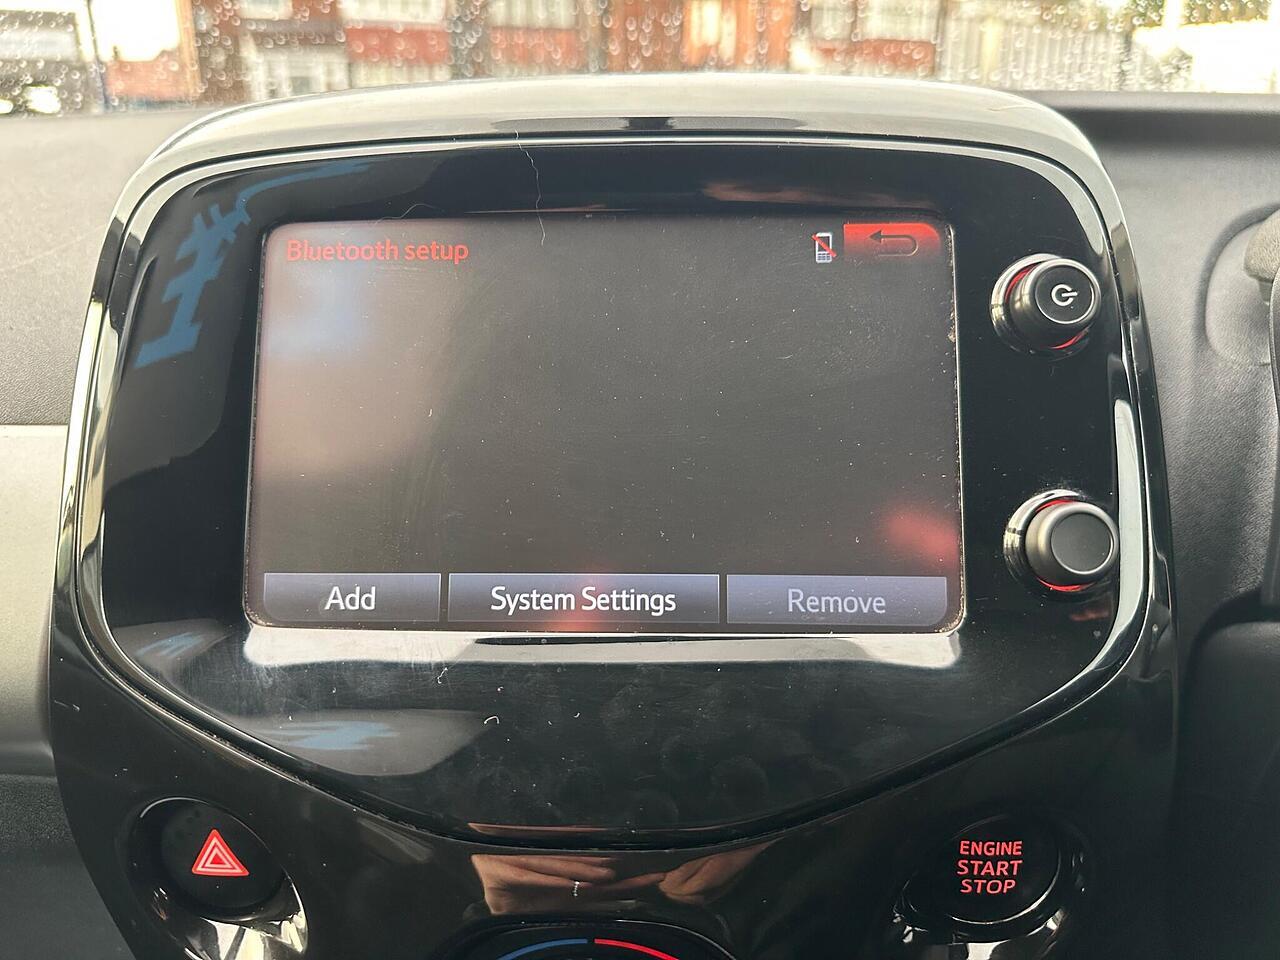 Bluetooth setup
Add
System Settings
Remove
ENGINE
START
STOP